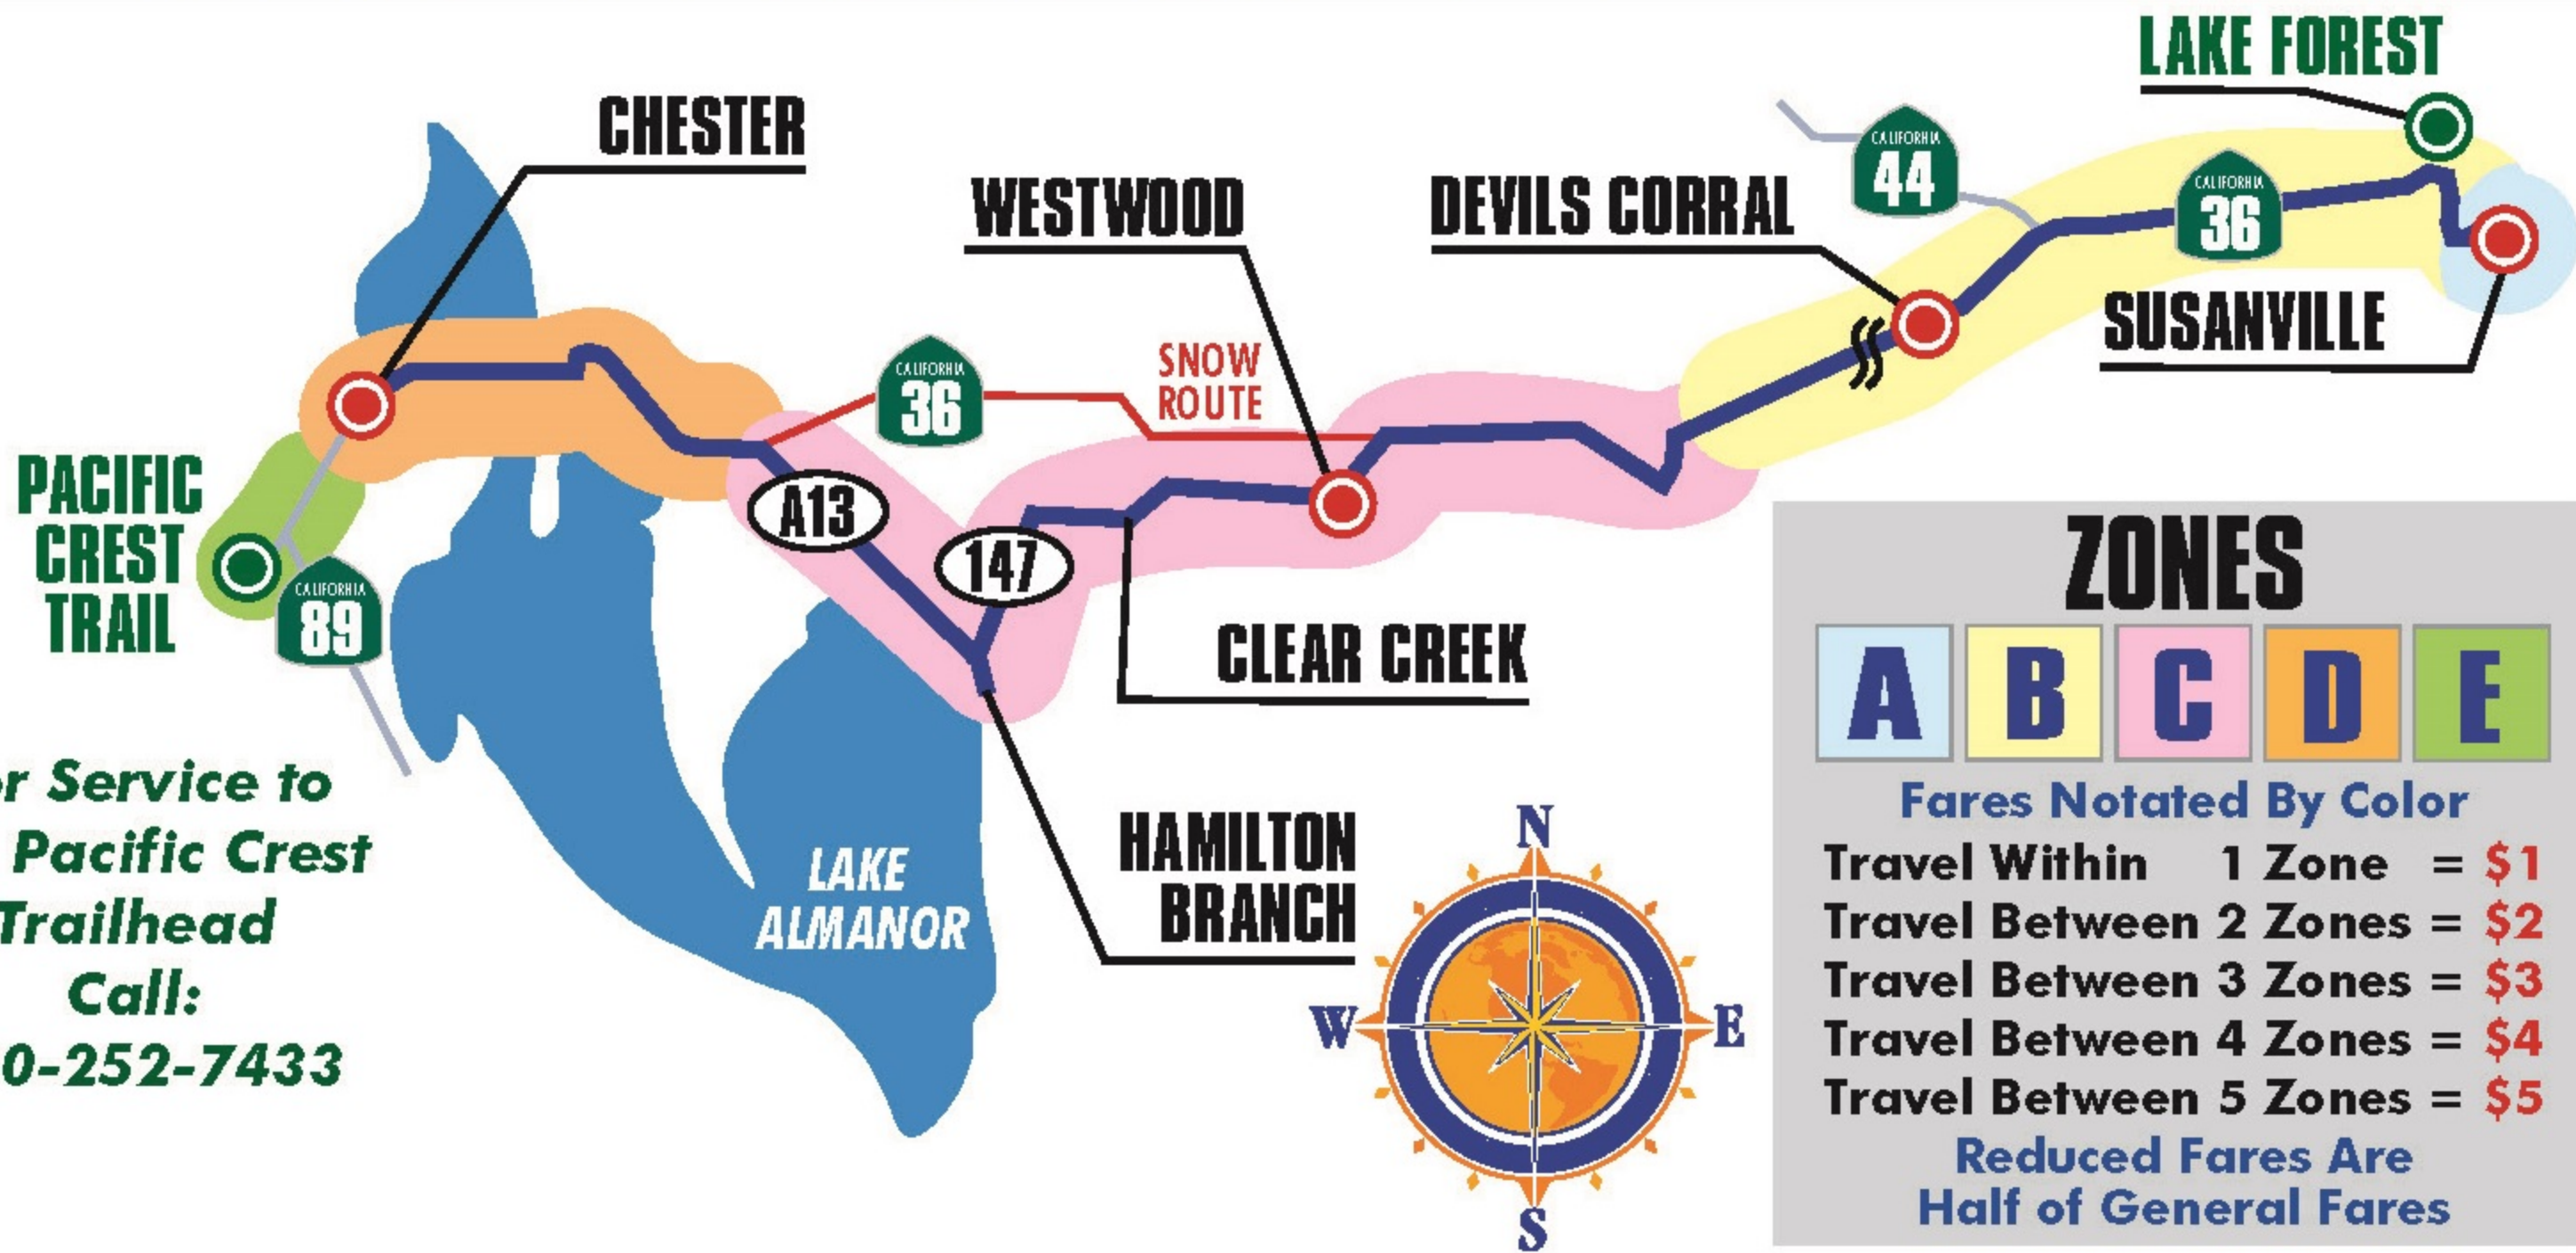 LAKE FOREST
CHESTER
CALIFORNIA
44
WESTWOOD
DEVILS CORRAL
CALIFORNIA
36
SUSANVILLE
SNOW
ROUTE
CALIFORNIA
36
PACIFIC
CREST
TRAIL
A13
147
CALIFORNIA
89
CLEAR CREEK
r Service to
Pacific Crest
Trailhead
Call:
0-252-7433
LAKE
ALMANOR
HAMILTON
BRANCH
N
W
E
S
ZONES
A B C D E
Fares Notated By Color
Travel Within 1 Zone = $1
Travel Between 2 Zones = $2
Travel Between 3 Zones = $3
Travel Between 4 Zones = $4
Travel Between 5 Zones = $5
Reduced Fares Are
Half of General Fares